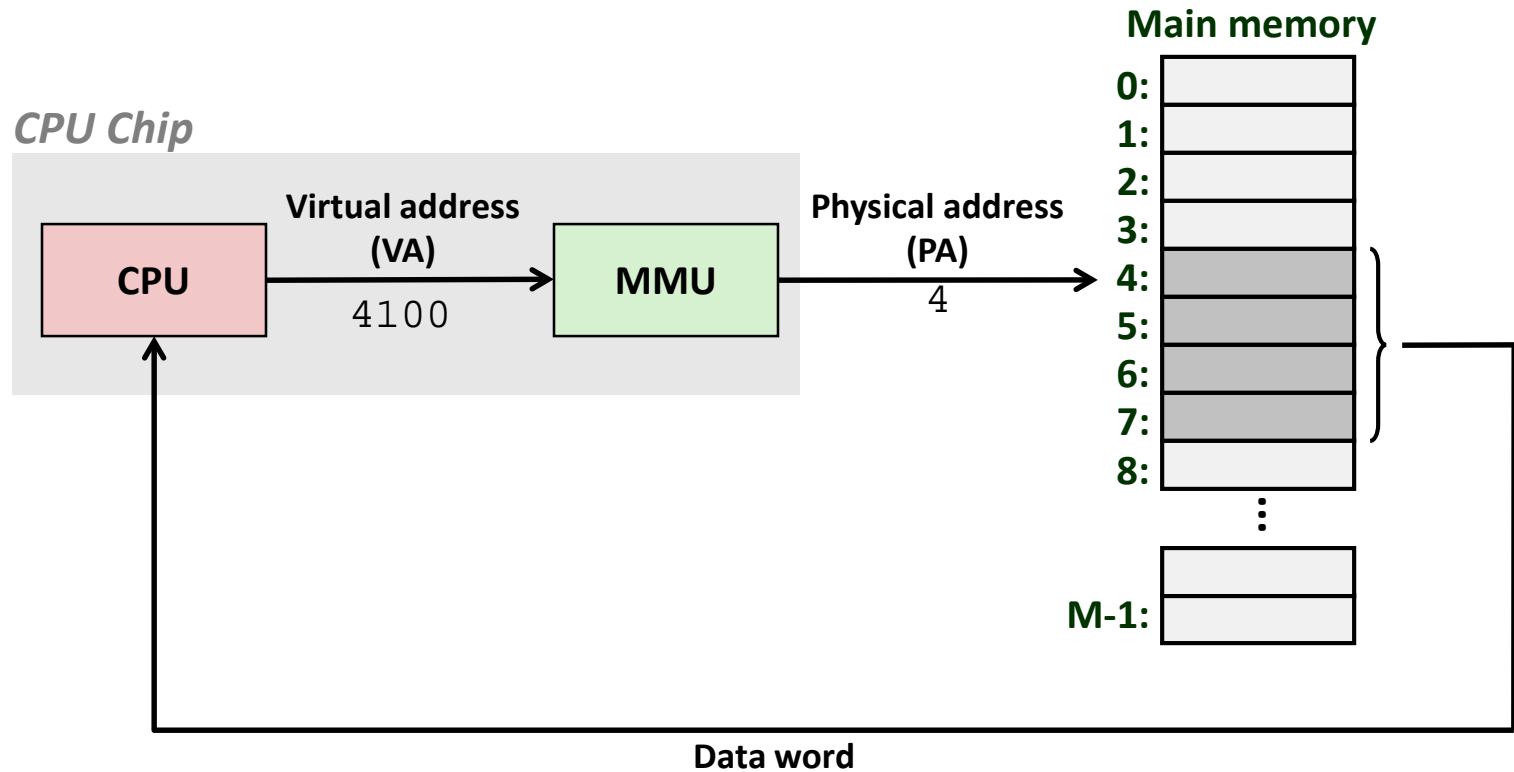 Main memory
CPU Chip
Virtual address
(VA)
4100
Physical address
(PA)
4
CPU
MMU
0:
1:
2:
3:
4:
5:
6:
7:
8:
...
M-1:
Data word